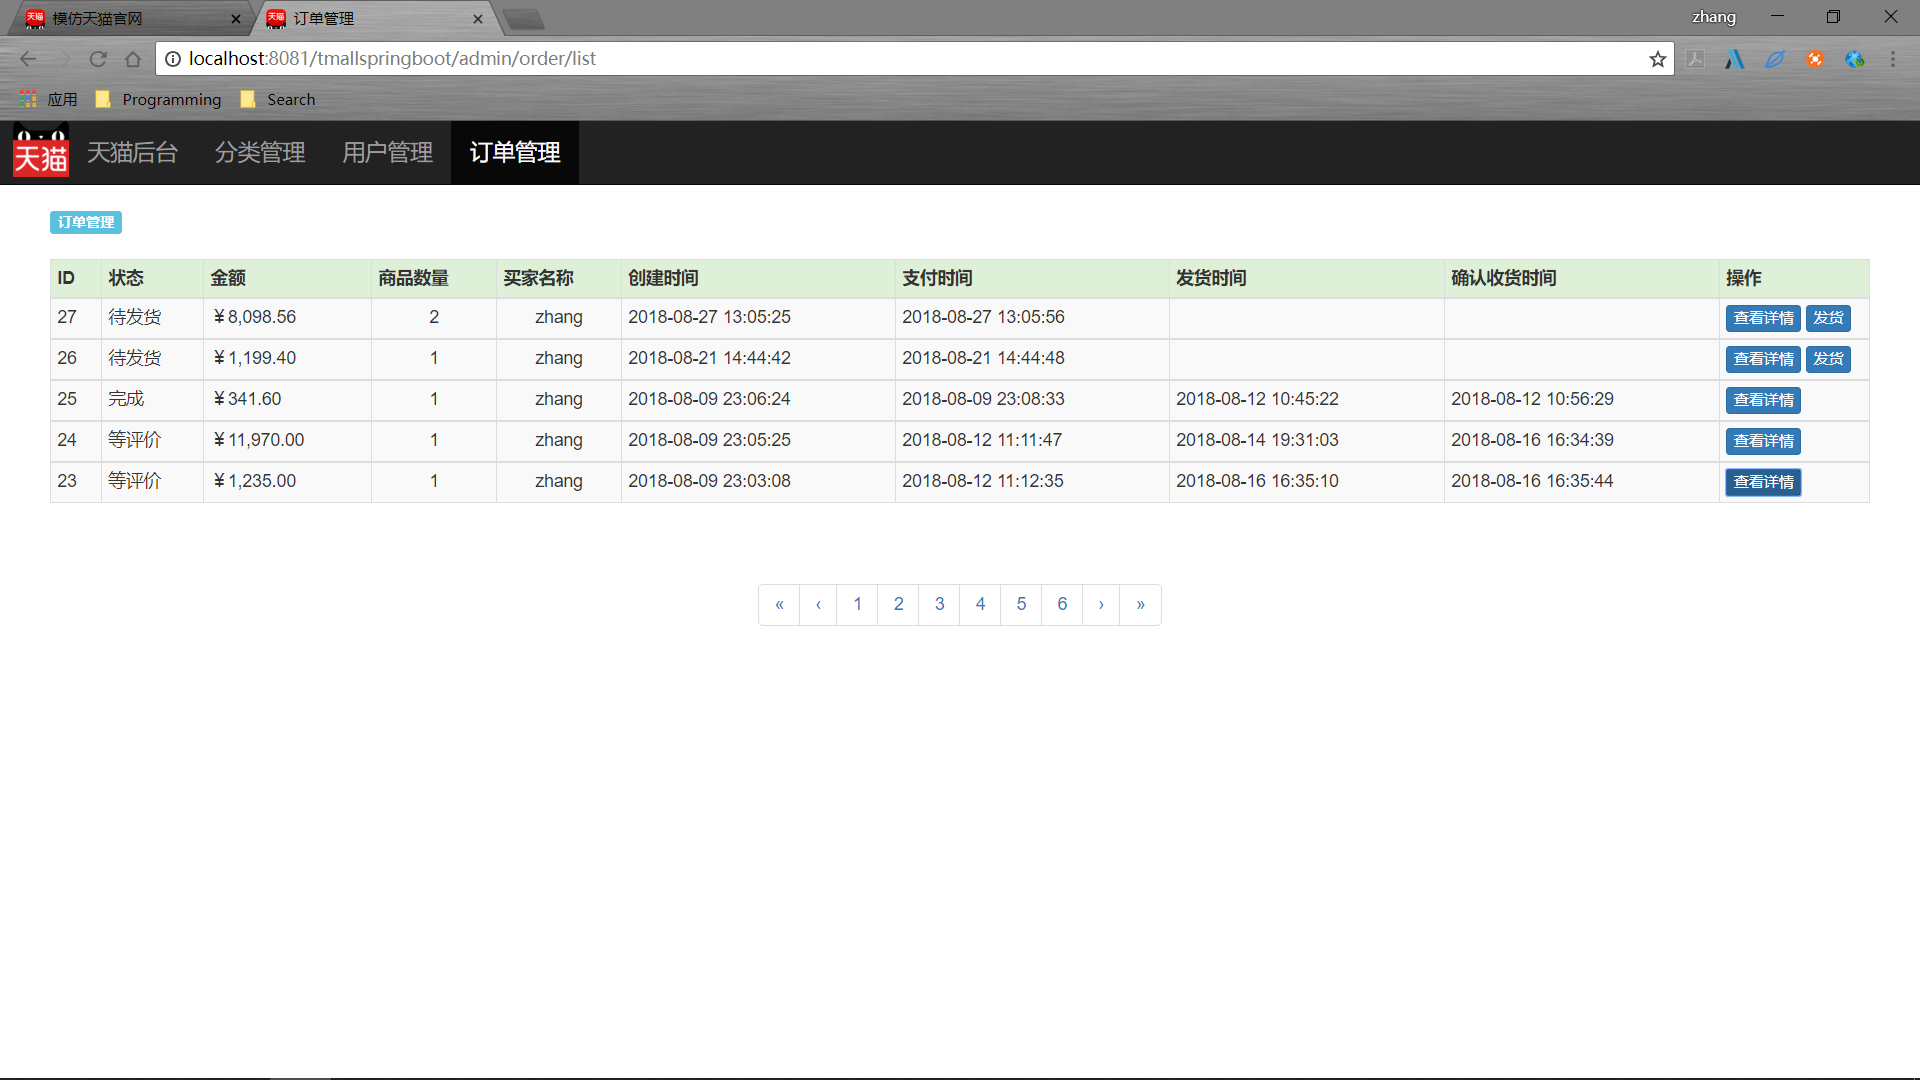 天猫 模仿天猫官网 天猫 订单管理 zhang
localhost:8081/tmallspringboot/admin/order/list
应用 Programming Search
天猫 天猫后台 分类管理 用户管理 订单管理
订单管理
ID 状态 金额 商品数量 买家名称 创建时间 支付时间 发货时间 确认收货时间 操作
27 待发货 ¥8,098.56 2 zhang 2018-08-27 13:05:25 2018-08-27 13:05:56 查看详情 发货
26 待发货 ¥1,199.40 1 zhang 2018-08-21 14:44:42 2018-08-21 14:44:48 查看详情 发货
25 完成 ¥341.60 1 zhang 2018-08-09 23:06:24 2018-08-09 23:08:33 2018-08-12 10:45:22 2018-08-12 10:56:29 查看详情
24 等评价 ¥11,970.00 1 zhang 2018-08-09 23:05:25 2018-08-12 11:11:47 2018-08-14 19:31:03 2018-08-16 16:34:39 查看详情
23 等评价 ¥1,235.00 1 zhang 2018-08-09 23:03:08 2018-08-12 11:12:35 2018-08-16 16:35:10 2018-08-16 16:35:44 查看详情
« ‹ 1 2 3 4 5 6 › »